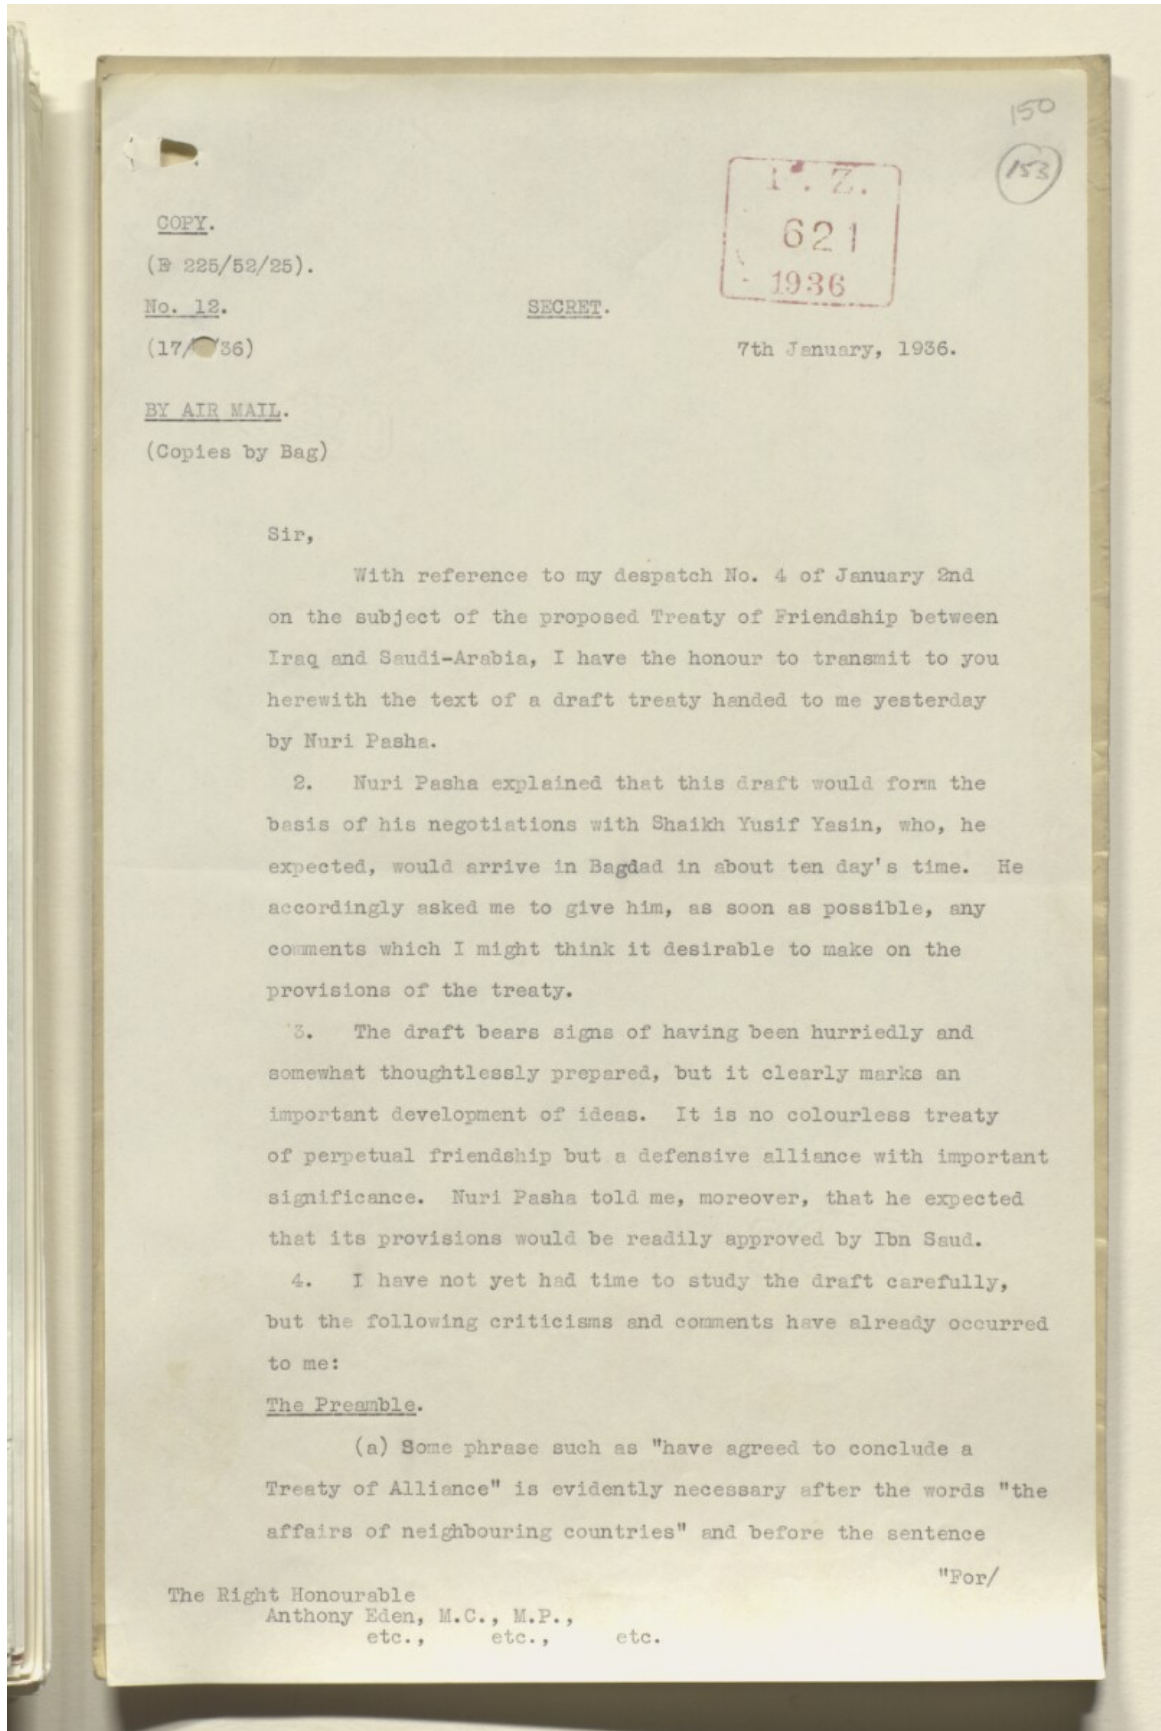 150
153
P. Z.
621
1936
COPY.
(E 225/52/25).
No. 12.
SECRET.
(17/ /36)
7th January, 1936.
BY AIR MAIL.
(Copies by Bag)
Sir,
With reference to my despatch No. 4 of January 2nd
on the subject of the proposed Treaty of Friendship between
Iraq and Saudi-Arabia, I have the honour to transmit to you
herewith the text of a draft treaty handed to me yesterday
by Nuri Pasha.
2. Nuri Pasha explained that this draft would form the
basis of his negotiations with Shaikh Yusif Yasin, who, he
expected, would arrive in Bagdad in about ten day's time. He
accordingly asked me to give him, as soon as possible, any
comments which I might think it desirable to make on the
provisions of the treaty.
3. The draft bears signs of having been hurriedly and
somewhat thoughtlessly prepared, but it clearly marks an
important development of ideas. It is no colourless treaty
of perpetual friendship but a defensive alliance with important
significance. Nuri Pasha told me, moreover, that he expected
that its provisions would be readily approved by Ibn Saud.
4. I have not yet had time to study the draft carefully,
but the following criticisms and comments have already occurred
to me:
The Preamble.
(a) Some phrase such as "have agreed to conclude a
Treaty of Alliance" is evidently necessary after the words "the
affairs of neighbouring countries" and before the sentence
"For/
The Right Honourable
Anthony Eden, M.C., M.P.,
etc., etc., etc.